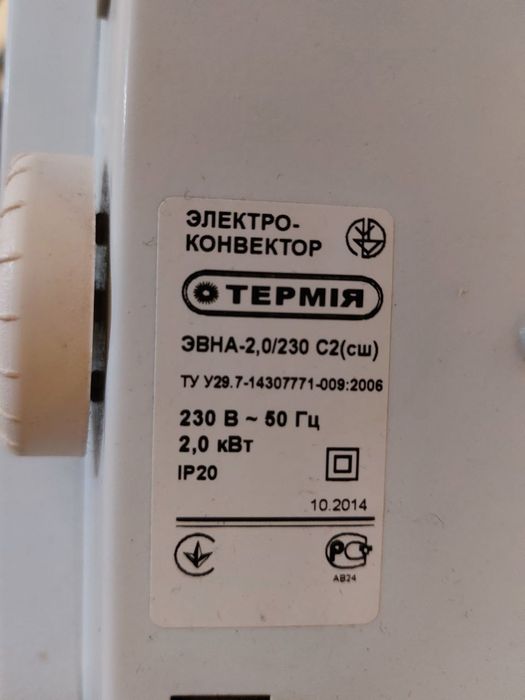 ЭЛЕКТРО-
КОНВЕКТОР
ТЕРМІЯ
ЭВНА-2,0/230 С2(сш)
ТУ У29.7-14307771-009:2006
230 В ~ 50 Гц
2,0 кВт
IP20
10.2014
АВ24